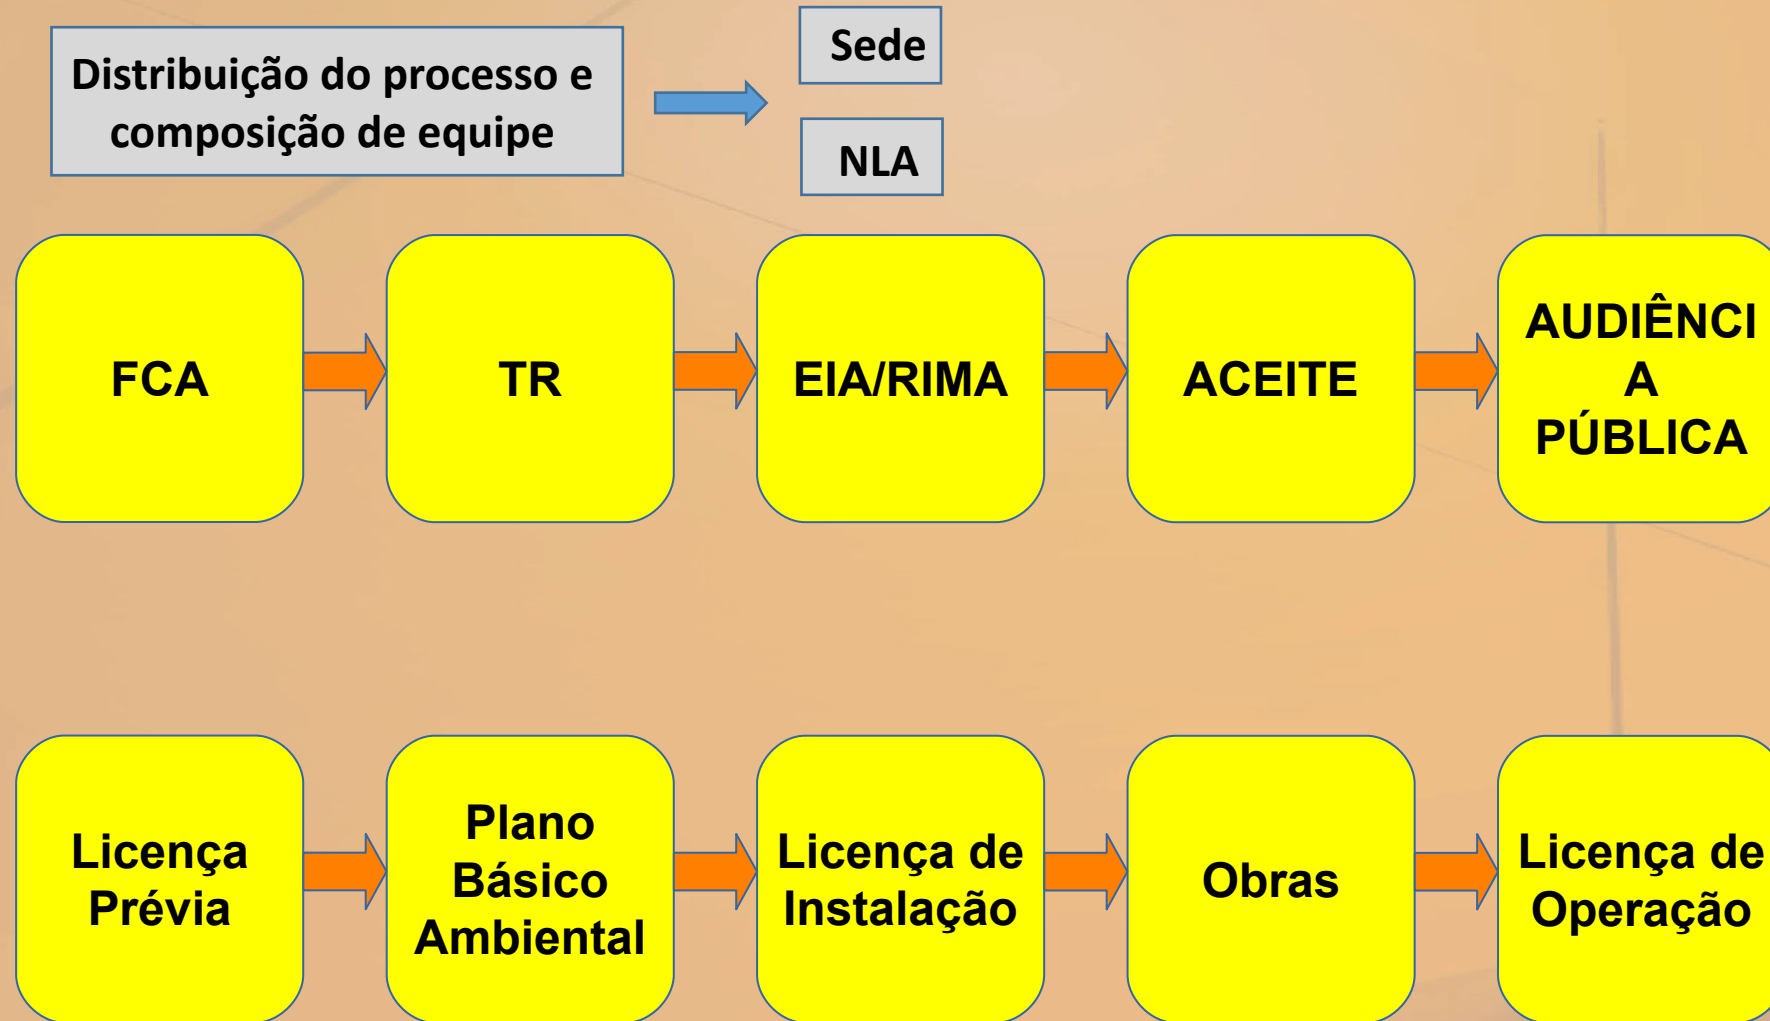 Distribuição do processo e
composição de equipe
Sede
NLA
FCA
TR
EIA/RIMA
ACEITE
AUDIÊNCI
A
PÚBLICA
Licença
Prévia
Plano
Básico
Ambiental
Licença de
Instalação
Obras
Licença de
Operação